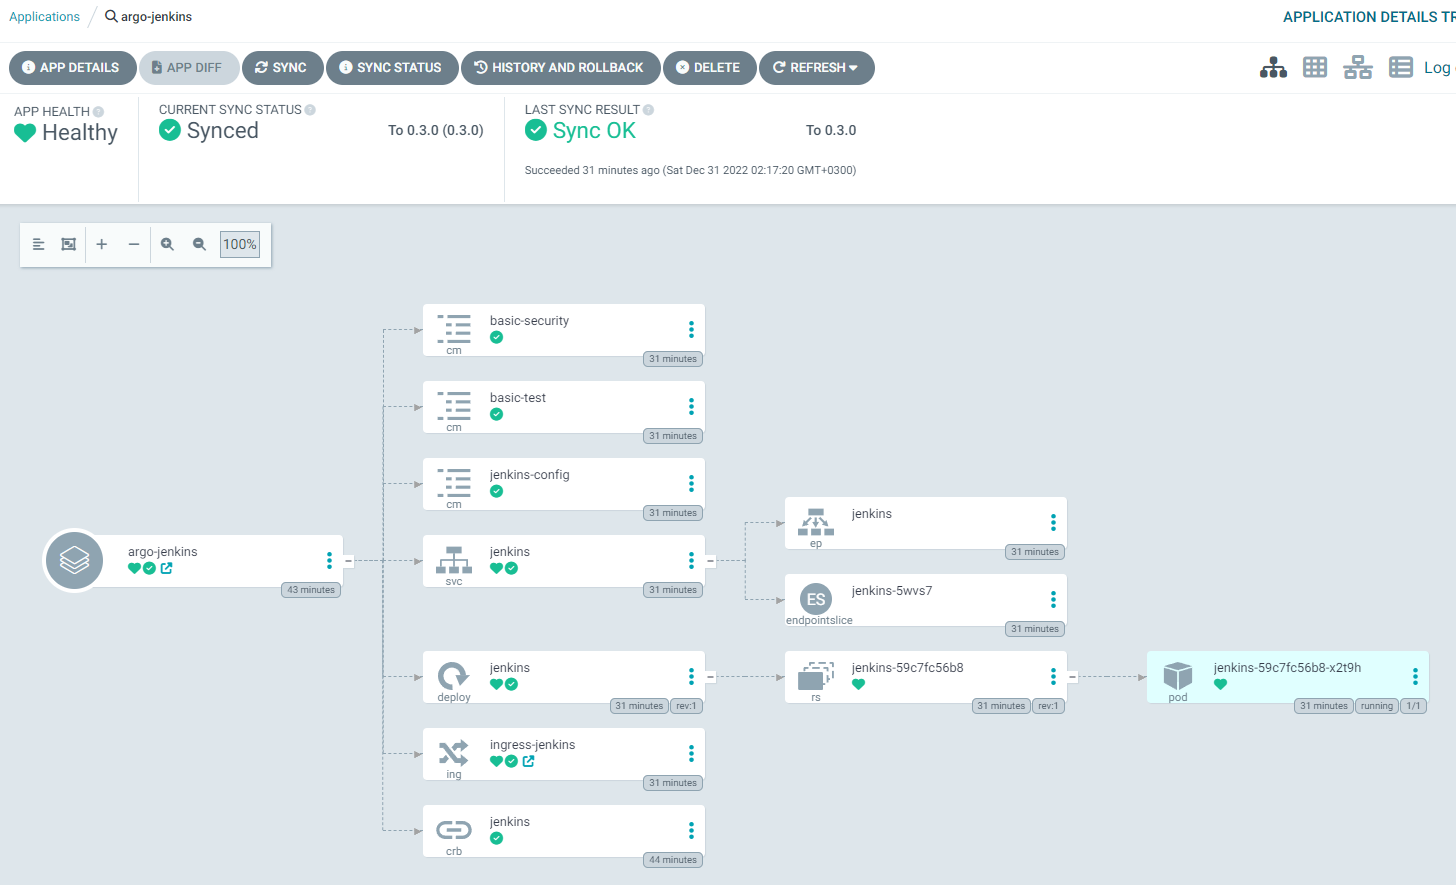 Applications / argo-jenkins
APPLICATION DETAILS TR
APP DETAILS
APP DIFF
SYNC
SYNC STATUS
HISTORY AND ROLLBACK
DELETE
REFRESH
Log
APP HEALTH
Healthy
CURRENT SYNC STATUS
Synced
To 0.3.0 (0.3.0)
LAST SYNC RESULT
Sync OK
To 0.3.0
Succeeded 31 minutes ago (Sat Dec 31 2022 02:17:20 GMT+0300)
100%
argo-jenkins
43 minutes
basic-security
cm
31 minutes
basic-test
cm
31 minutes
jenkins-config
cm
31 minutes
jenkins
svc
31 minutes
jenkins
ep
31 minutes
ES
jenkins-5wvs7
endpointslice
31 minutes
jenkins
deploy
31 minutes
rev:1
jenkins-59c7fc56b8
rs
31 minutes
rev:1
jenkins-59c7fc56b8-x2t9h
pod
31 minutes
running
1/1
ingress-jenkins
ing
31 minutes
jenkins
crb
44 minutes